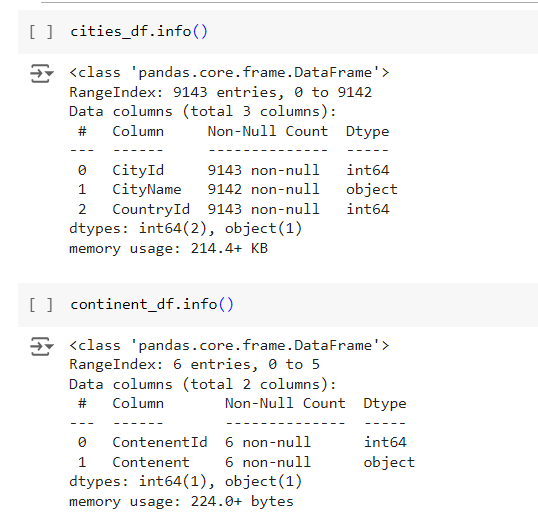 [ ] cities_df.info()
<class 'pandas.core.frame.DataFrame'>
RangeIndex: 9143 entries, 0 to 9142
Data columns (total 3 columns):
 #   Column     Non-Null Count  Dtype
---  ------     --------------  -----
 0   CityId     9143 non-null   int64
 1   CityName   9142 non-null   object
 2   CountryId  9143 non-null   int64
dtypes: int64(2), object(1)
memory usage: 214.4+ KB
[ ] continent_df.info()
<class 'pandas.core.frame.DataFrame'>
RangeIndex: 6 entries, 0 to 5
Data columns (total 2 columns):
 #   Column       Non-Null Count  Dtype
---  ------       --------------  -----
 0   ContenentId  6 non-null      int64
 1   Contenent    6 non-null      object
dtypes: int64(1), object(1)
memory usage: 224.0+ bytes